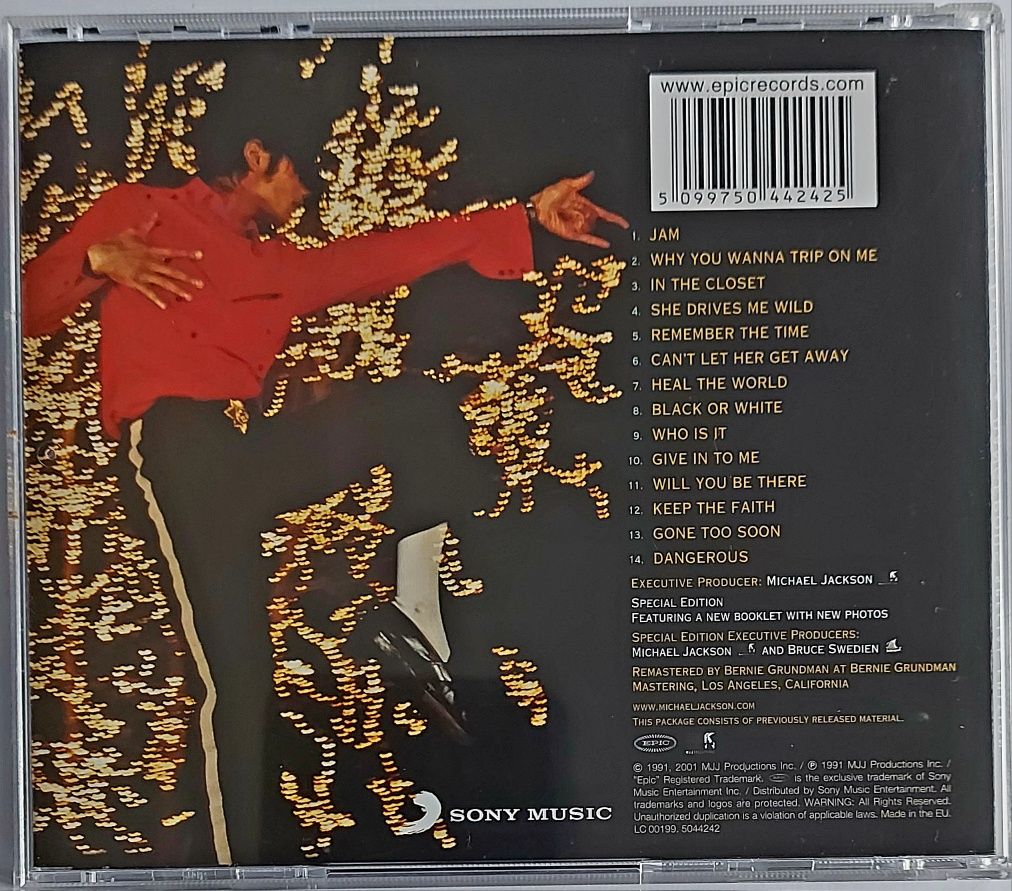 www.epicrecords.com
5 099750 442425
1. JAM
2. WHY YOU WANNA TRIP ON ME
3. IN THE CLOSET
4. SHE DRIVES ME WILD
5. REMEMBER THE TIME
6. CAN'T LET HER GET AWAY
7. HEAL THE WORLD
8. BLACK OR WHITE
9. WHO IS IT
10. GIVE IN TO ME
11. WILL YOU BE THERE
12. KEEP THE FAITH
13. GONE TOO SOON
14. DANGEROUS
EXECUTIVE PRODUCER: MICHAEL JACKSON
SPECIAL EDITION
FEATURING A NEW BOOKLET WITH NEW PHOTOS
SPECIAL EDITION EXECUTIVE PRODUCERS:
MICHAEL JACKSON AND BRUCE SWEDIEN
REMASTERED BY BERNIE GRUNDMAN AT BERNIE GRUNDMAN
MASTERING, LOS ANGELES, CALIFORNIA
WWW.MICHAELJACKSON.COM
THIS PACKAGE CONSISTS OF PREVIOUSLY RELEASED MATERIAL.
EPIC
© 1991, 2001 MJJ Productions Inc. / ℗ 1991 MJJ Productions Inc. /
"Epic" Registered Trademark. is the exclusive trademark of Sony
Music Entertainment Inc. / Distributed by Sony Music Entertainment. All
trademarks and logos are protected. WARNING: All Rights Reserved.
Unauthorized duplication is a violation of applicable laws. Made in the EU.
LC 00199. 5044242
SONY MUSIC